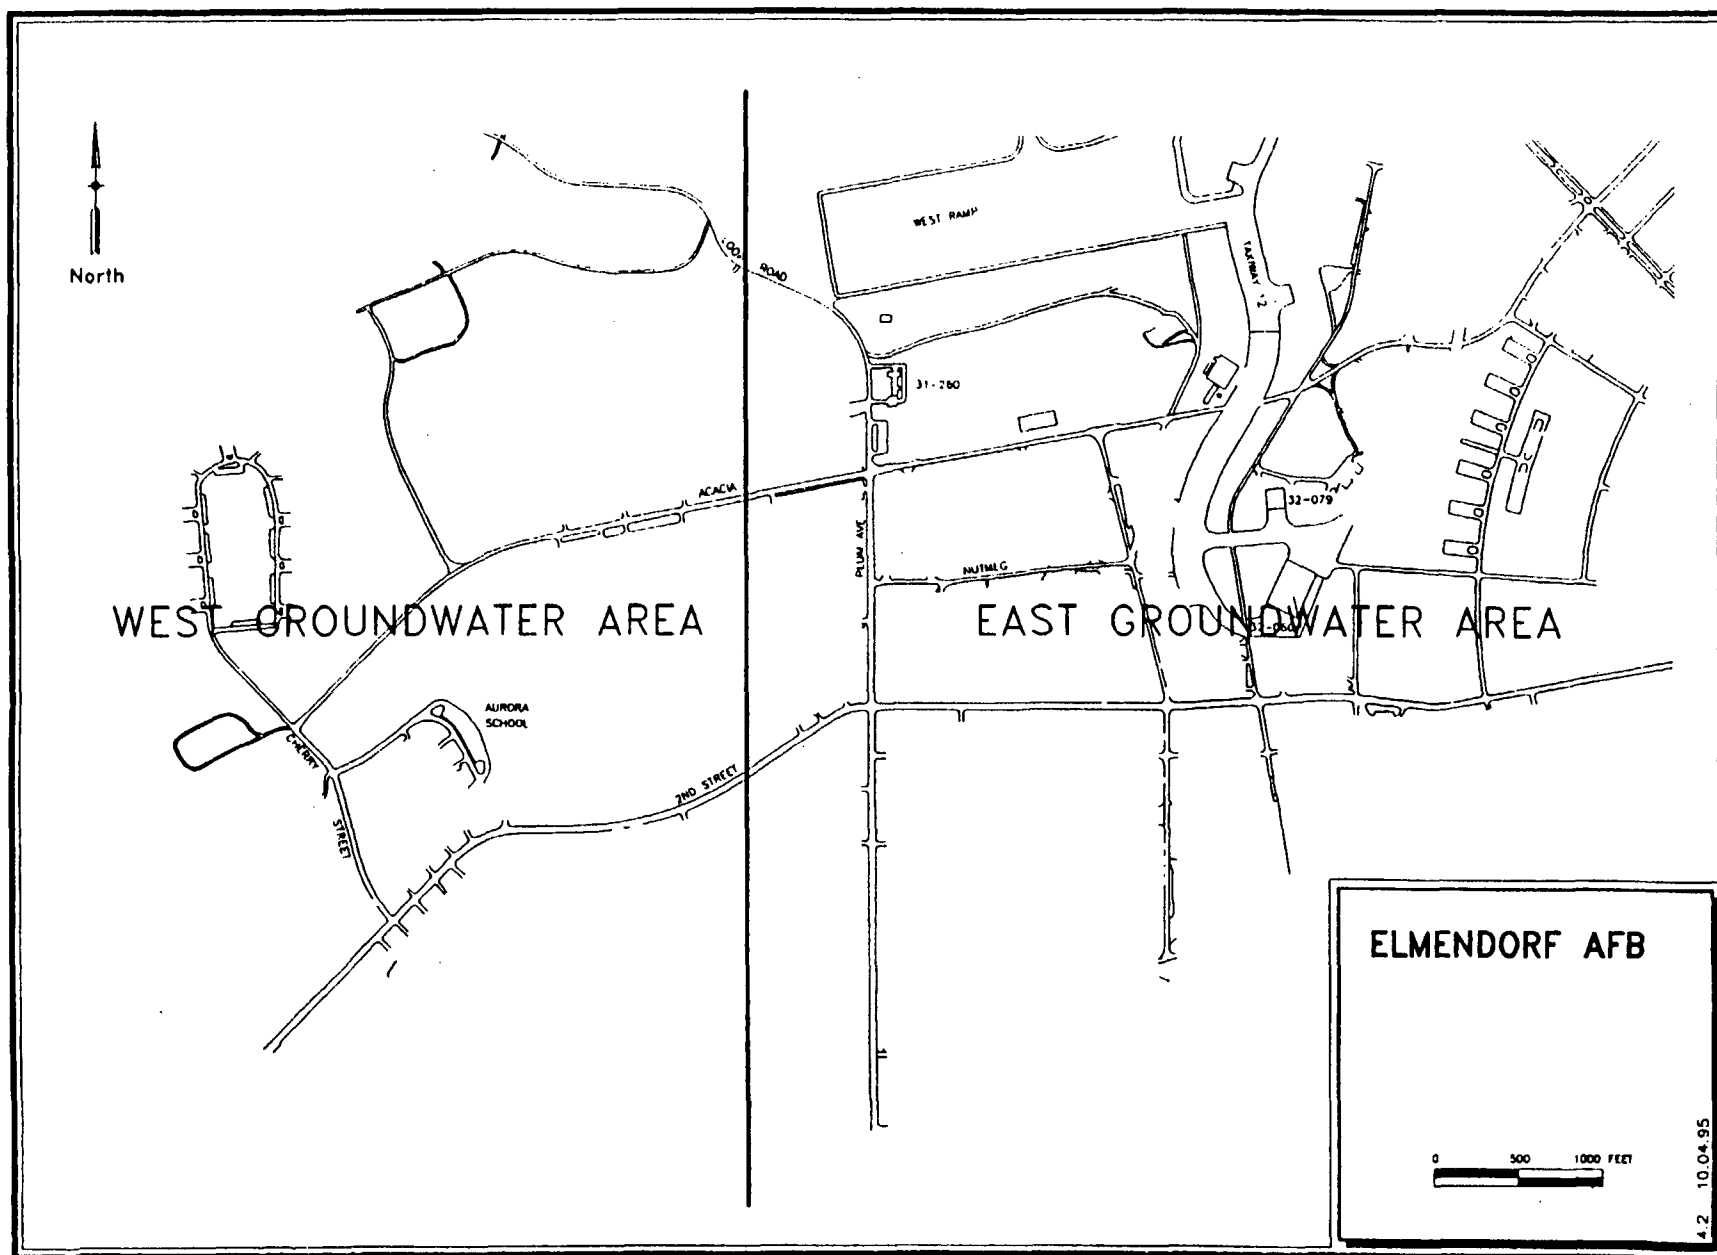 North
WEST RAMP
ROAD
TAXIWAY 12
31-260
ACACIA
32-079
PLUM AVE
NUTMEG
WEST GROUNDWATER AREA
EAST GROUNDWATER AREA
AURORA
SCHOOL
CHERRY
STREET
2ND STREET
ELMENDORF AFB
0 500 1000 FEET
4.2 10.04.95